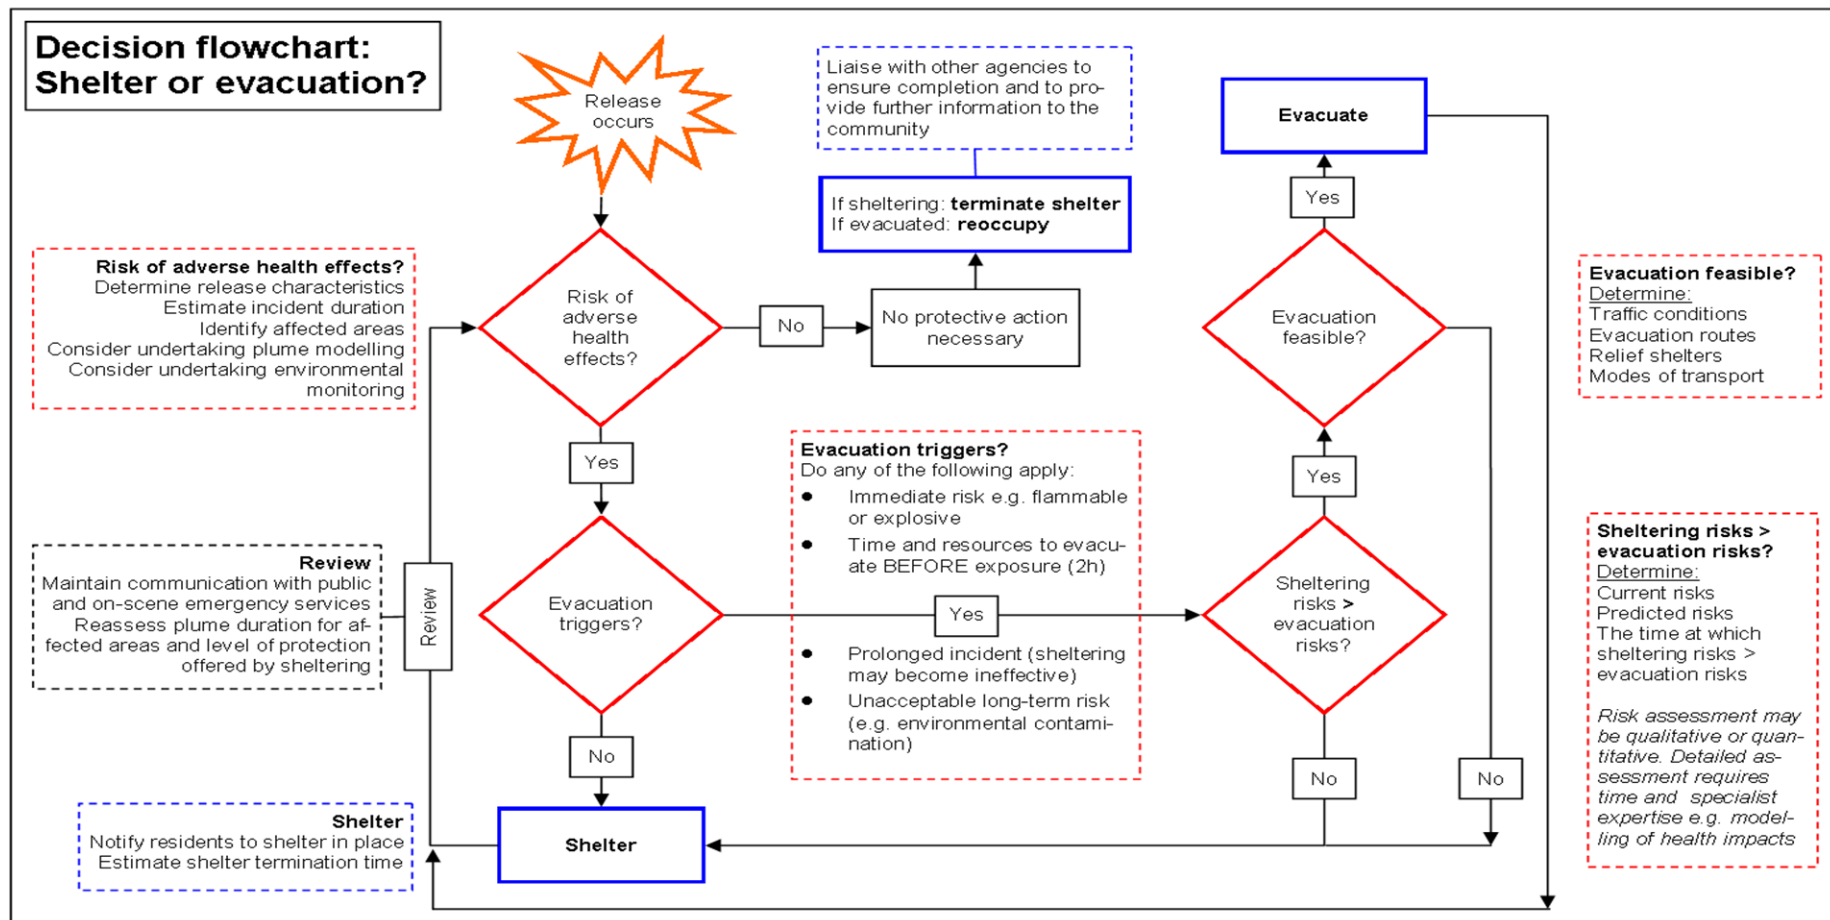 Decision flowchart:
Shelter or evacuation?
Release
occurs
Liaise with other agencies to
ensure completion and to pro-
vide further information to the
community
Evacuate
If sheltering: terminate shelter
If evacuated: reoccupy
Yes
Risk of adverse health effects?
Determine release characteristics
Estimate incident duration
Identify affected areas
Consider undertaking plume modelling
Consider undertaking environmental
monitoring
Risk of
adverse
health
effects?
No
No protective action
necessary
Evacuation
feasible?
Evacuation feasible?
Determine:
Traffic conditions
Evacuation routes
Relief shelters
Modes of transport
Yes
Evacuation triggers?
Do any of the following apply:
● Immediate risk e.g. flammable
or explosive
● Time and resources to evacu-
ate BEFORE exposure (2h)
Yes
● Prolonged incident (sheltering
may become ineffective)
● Unacceptable long-term risk
(e.g. environmental contami-
nation)
Yes
Review
Maintain communication with public
and on-scene emergency services
Reassess plume duration for af-
fected areas and level of protection
offered by sheltering
Review
Evacuation
triggers?
Sheltering
risks >
evacuation
risks?
Sheltering risks >
evacuation risks?
Determine:
Current risks
Predicted risks
The time at which
sheltering risks >
evacuation risks
Risk assessment may
be qualitative or quan-
titative. Detailed as-
sessment requires
time and specialist
expertise e.g. model-
ling of health impacts
No
No
No
Shelter
Notify residents to shelter in place
Estimate shelter termination time
Shelter